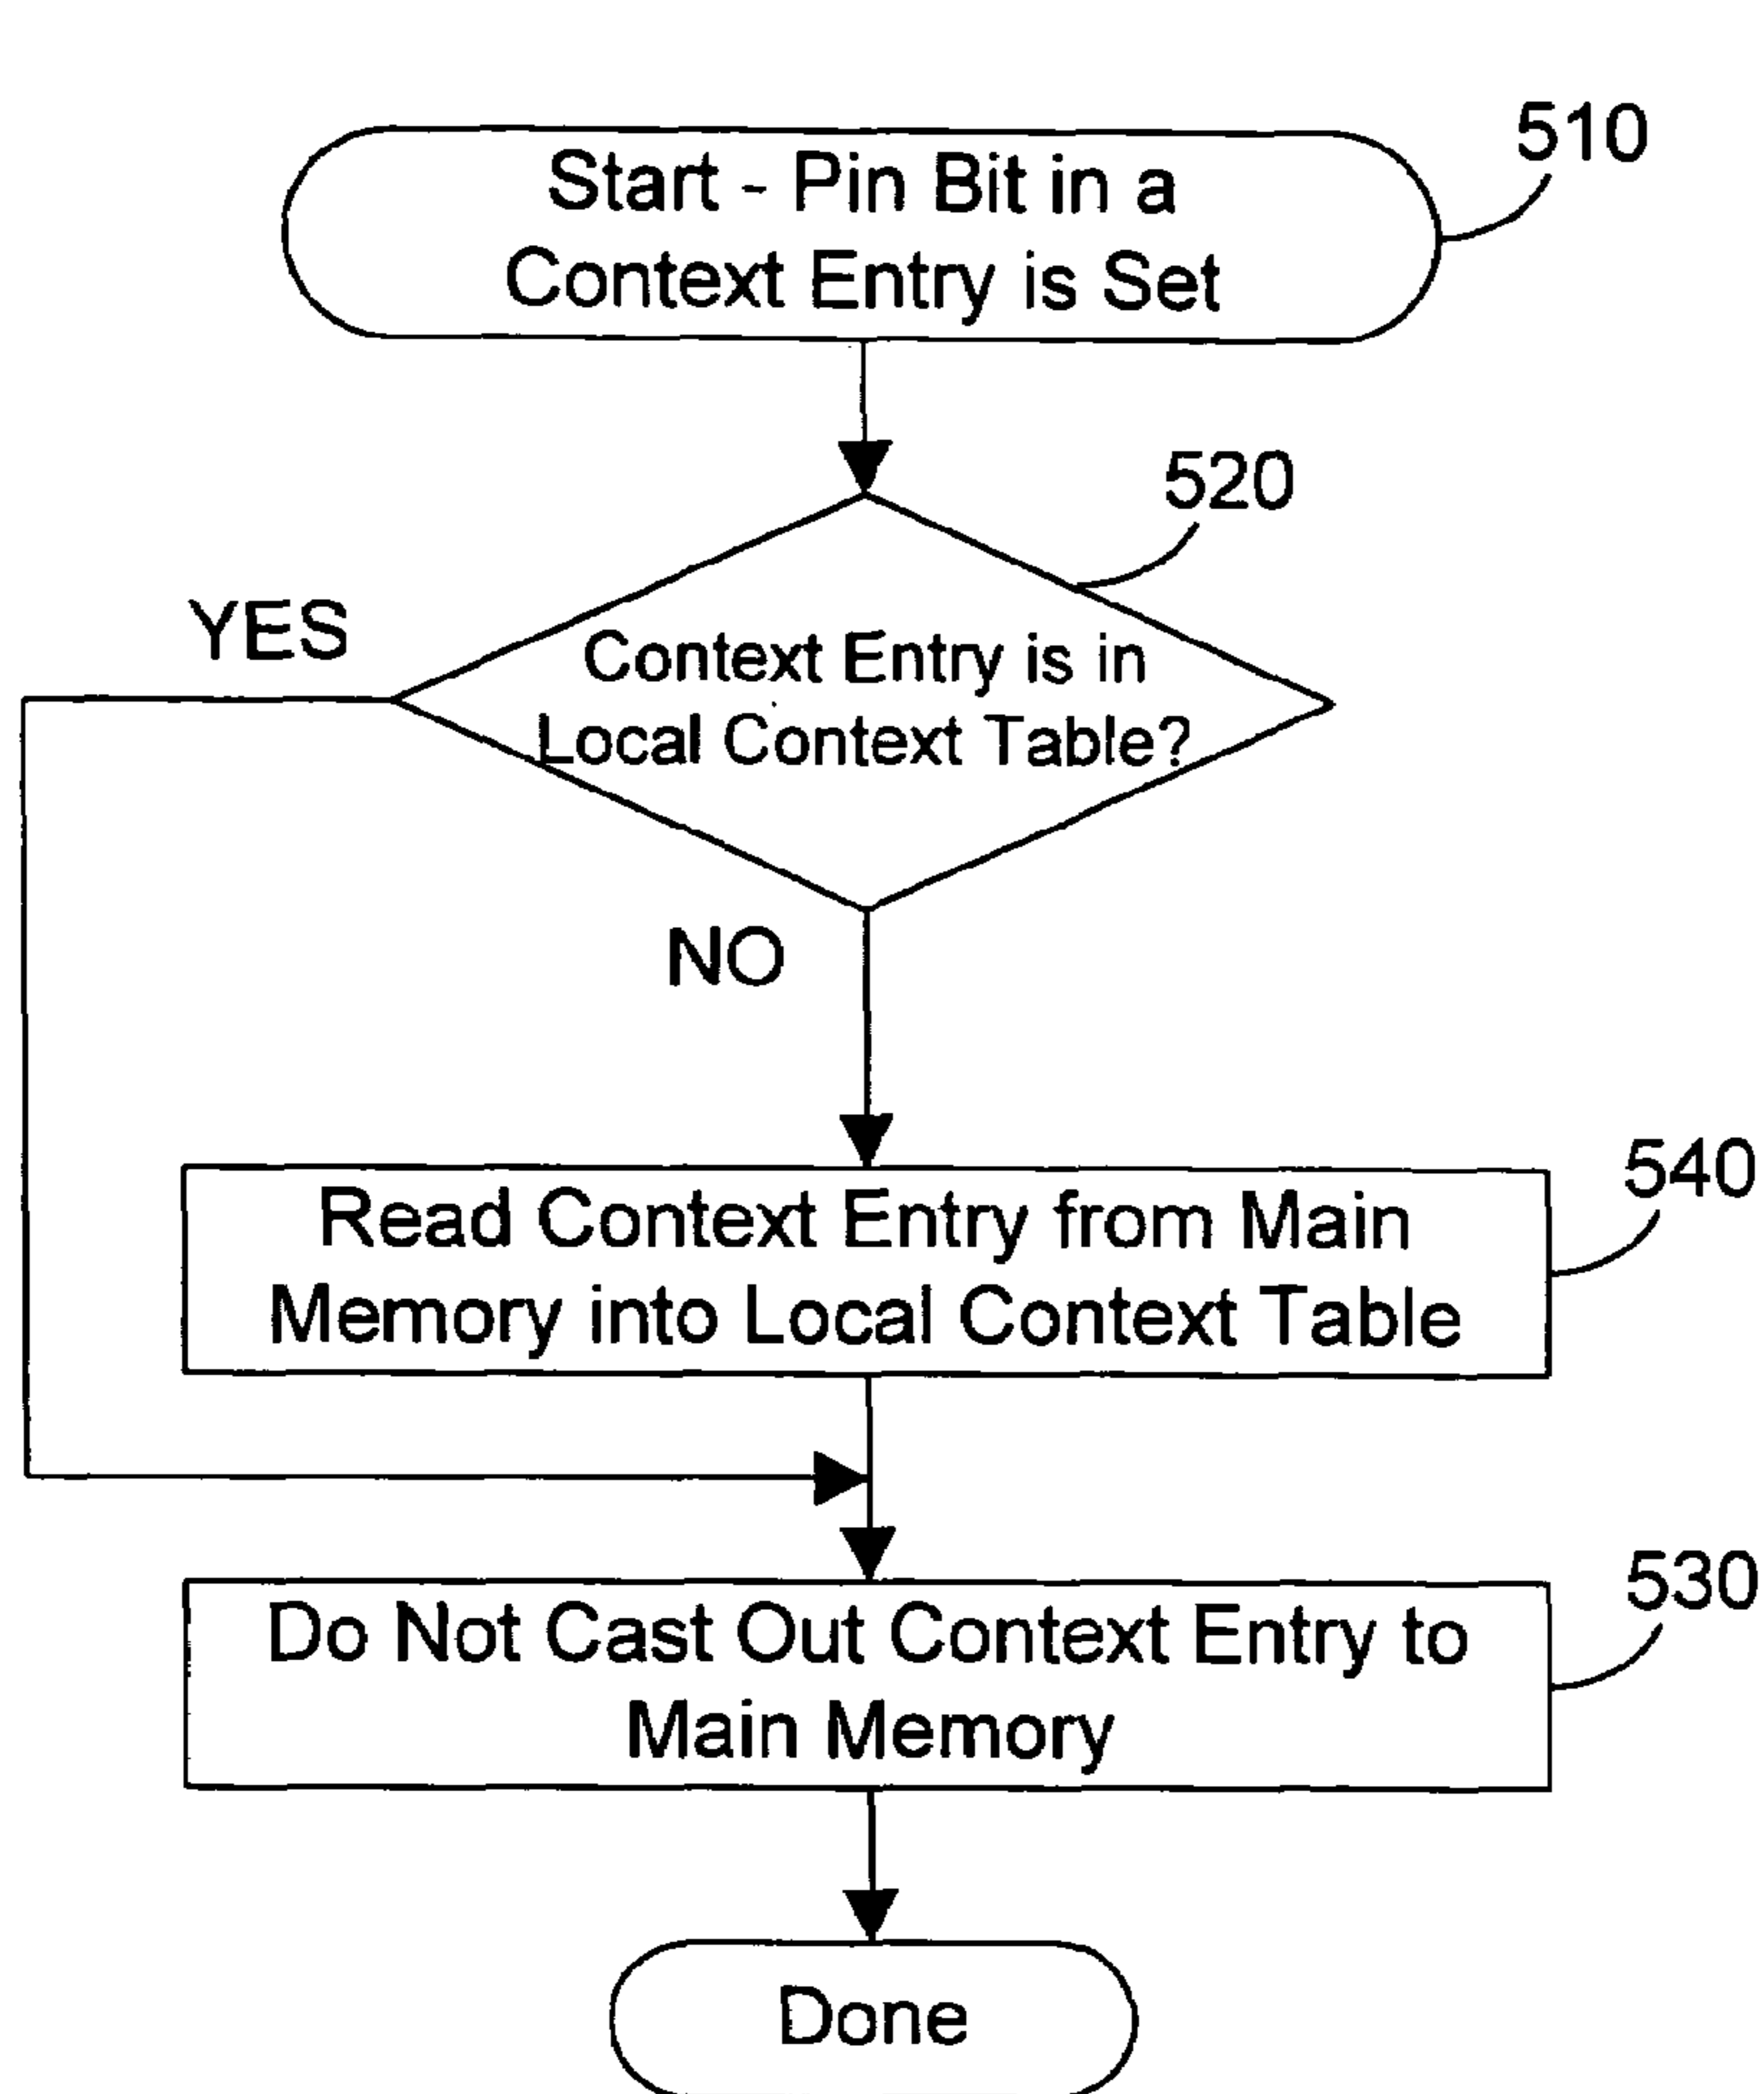 510
Start - Pin Bit in a
Context Entry is Set
520
YES
Context Entry is in
Local Context Table?
NO
540
Read Context Entry from Main
Memory into Local Context Table
530
Do Not Cast Out Context Entry to
Main Memory
Done